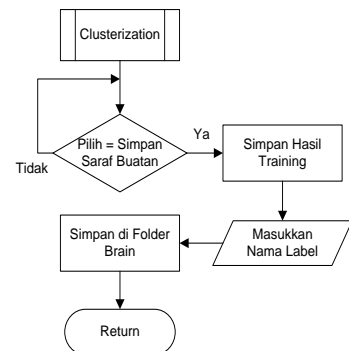 Clusterization
Pilih = Simpan
Saraf Buatan
Ya
Tidak
Simpan Hasil
Training
Masukkan
Nama Label
Simpan di Folder
Brain
Return